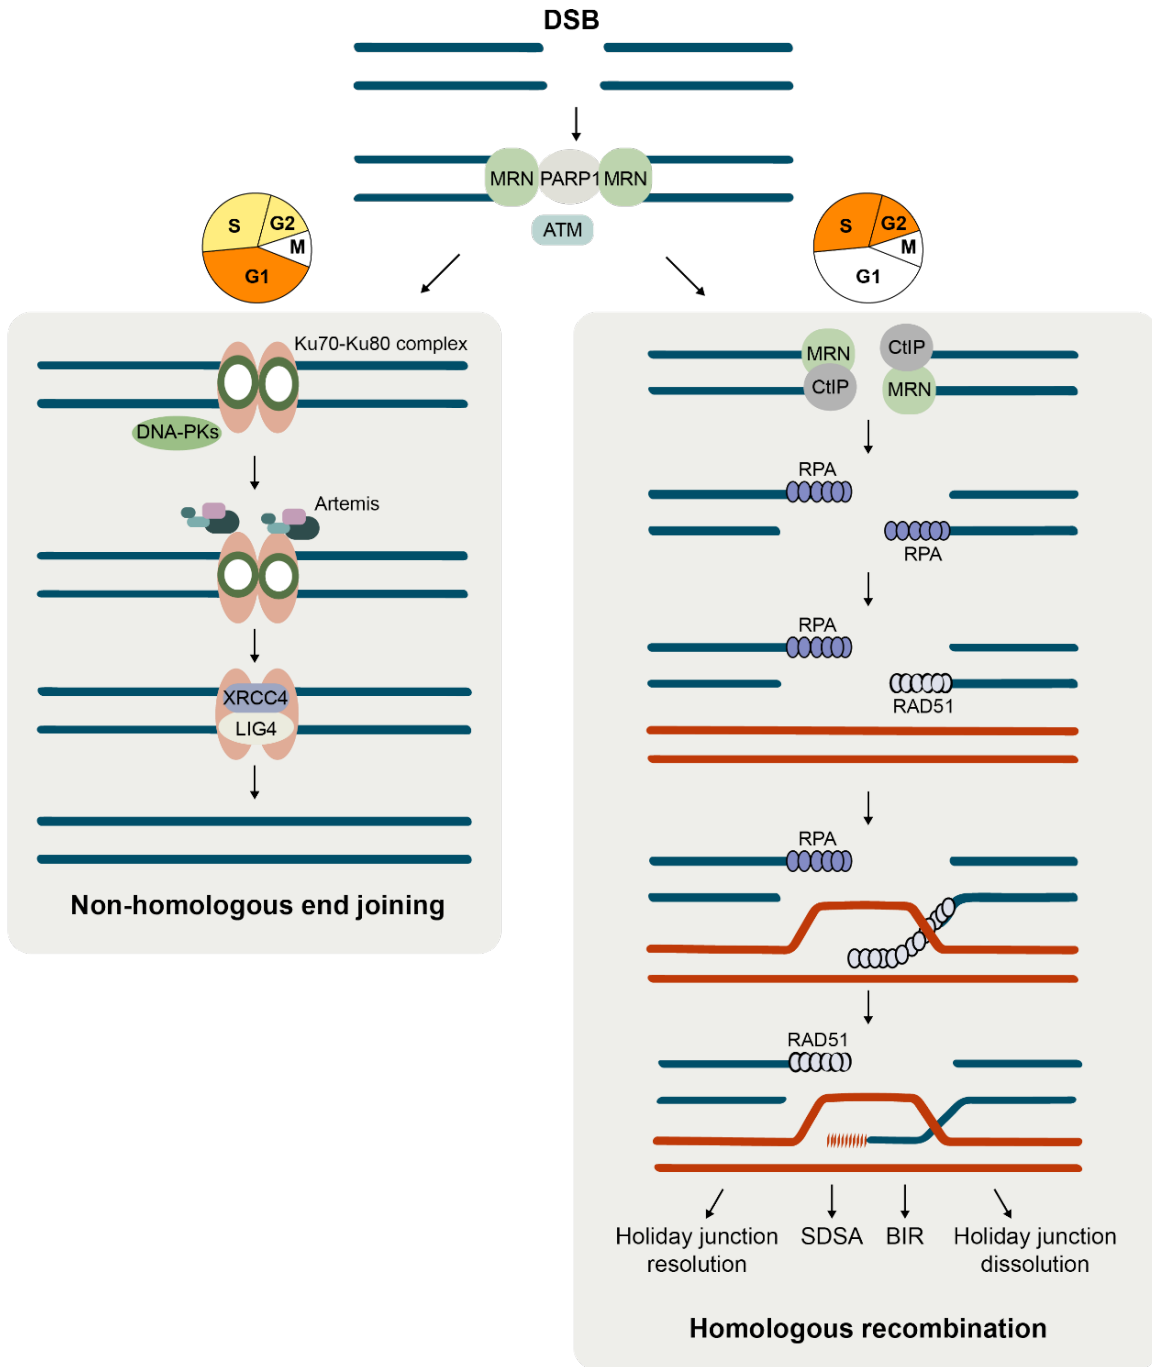 DSB
MRN PARP1 MRN
ATM
S G2
M
G1
S G2
M
G1
Ku70-Ku80 complex
DNA-PKs
Artemis
XRCC4
LIG4
Non-homologous end joining
MRN CtIP
CtIP MRN
RPA
RPA
RPA
RAD51
RPA
RAD51
Holiday junction
resolution
SDSA
BIR
Holiday junction
dissolution
Homologous recombination